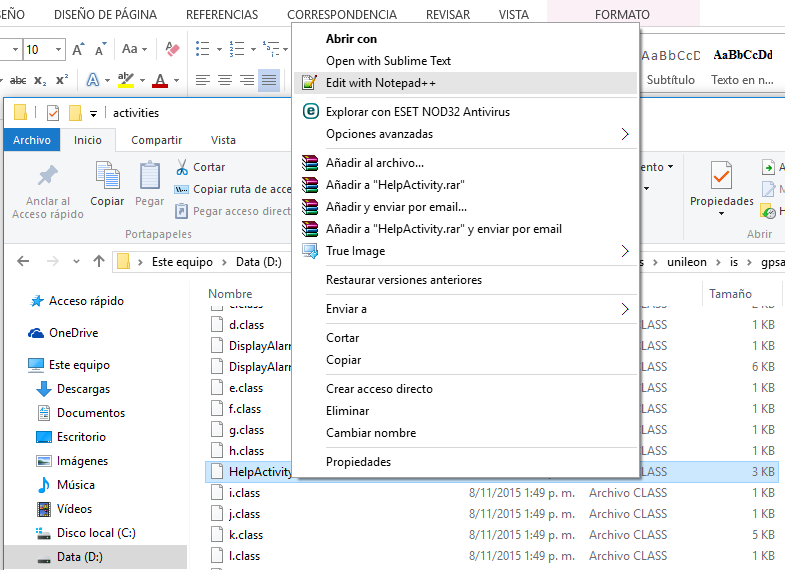 SEÑO DISEÑO DE PÁGINA REFERENCIAS CORRESPONDENCIA REVISAR VISTA FORMATO
10 Aa
abc x₂ x² A ab A
AaBbCcD AaBbCcDd
Subtítulo Texto en n...
activities
Archivo Inicio Compartir Vista
Anclar al
Acceso rápido
Copiar
Pegar
Cortar
Copiar ruta de acce
Pegar acceso direct
Portapapeles
Propiedades
Abrir
Este equipo › Data (D:)
› unileon › is › gpsa
Abrir con
Open with Sublime Text
Edit with Notepad++
Explorar con ESET NOD32 Antivirus
Opciones avanzadas
Añadir al archivo...
Añadir a "HelpActivity.rar"
Añadir y enviar por email...
Añadir a "HelpActivity.rar" y enviar por email
True Image
Restaurar versiones anteriores
Enviar a
Cortar
Copiar
Crear acceso directo
Eliminar
Cambiar nombre
Propiedades
Acceso rápido
OneDrive
Este equipo
Descargas
Documentos
Escritorio
Imágenes
Música
Vídeos
Disco local (C:)
Data (D:)
Nombre Tamaño
d.class CLASS 1 KB
DisplayAlarm CLASS 1 KB
DisplayAlarm CLASS 6 KB
e.class CLASS 1 KB
f.class CLASS 1 KB
g.class CLASS 1 KB
h.class CLASS 1 KB
HelpActivity 3 KB
i.class 8/11/2015 1:49 p. m. Archivo CLASS 1 KB
j.class 8/11/2015 1:49 p. m. Archivo CLASS 1 KB
k.class 8/11/2015 1:49 p. m. Archivo CLASS 5 KB
l.class 8/11/2015 1:49 p. m. Archivo CLASS 1 KB